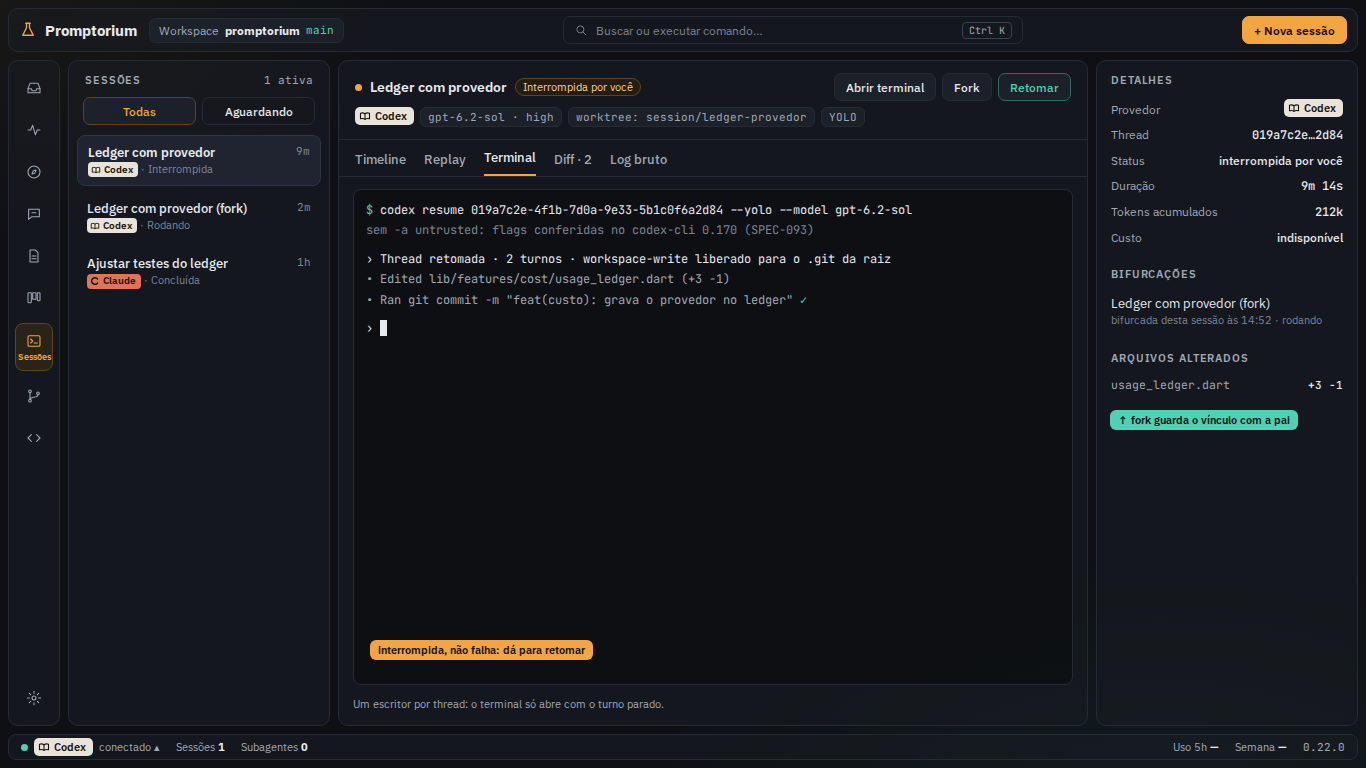 Promptorium
Workspace promptorium main
Buscar ou executar comando...
Ctrl K
+ Nova sessão
Sessões
SESSÕES
1 ativa
Todas
Aguardando
Ledger com provedor
9m
Codex · Interrompida
Ledger com provedor (fork)
2m
Codex · Rodando
Ajustar testes do ledger
1h
Claude · Concluída
Ledger com provedor
Interrompida por você
Abrir terminal
Fork
Retomar
Codex
gpt-6.2-sol · high
worktree: session/ledger-provedor
YOLO
Timeline
Replay
Terminal
Diff · 2
Log bruto
$ codex resume 019a7c2e-4f1b-7d0a-9e33-5b1c0f6a2d84 --yolo --model gpt-6.2-sol
sem -a untrusted: flags conferidas no codex-cli 0.170 (SPEC-093)
› Thread retomada · 2 turnos · workspace-write liberado para o .git da raiz
• Edited lib/features/cost/usage_ledger.dart (+3 -1)
• Ran git commit -m "feat(custo): grava o provedor no ledger" ✓
›
Interrompida, não falha: dá para retomar
Um escritor por thread: o terminal só abre com o turno parado.
DETALHES
Provedor Codex
Thread 019a7c2e…2d84
Status interrompida por você
Duração 9m 14s
Tokens acumulados 212k
Custo indisponível
BIFURCAÇÕES
Ledger com provedor (fork)
bifurcada desta sessão às 14:52 · rodando
ARQUIVOS ALTERADOS
usage_ledger.dart +3 -1
↑ fork guarda o vínculo com a pai
Codex conectado ▴
Sessões 1
Subagentes 0
Uso 5h —
Semana —
0.22.0